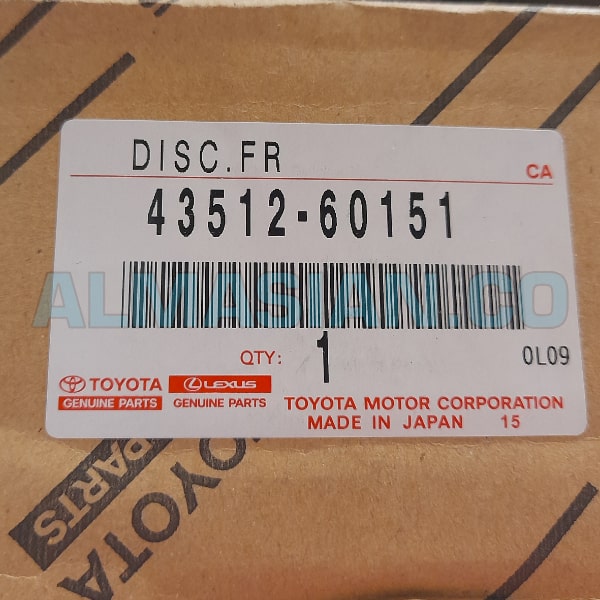 DISC.FR
CA
43512-60151
ALMASIAN.CO
QTY: 1
0L09
TOYOTA LEXUS
GENUINE PARTS GENUINE PARTS
TOYOTA MOTOR CORPORATION
MADE IN JAPAN 15
TOYOTA
PARTS